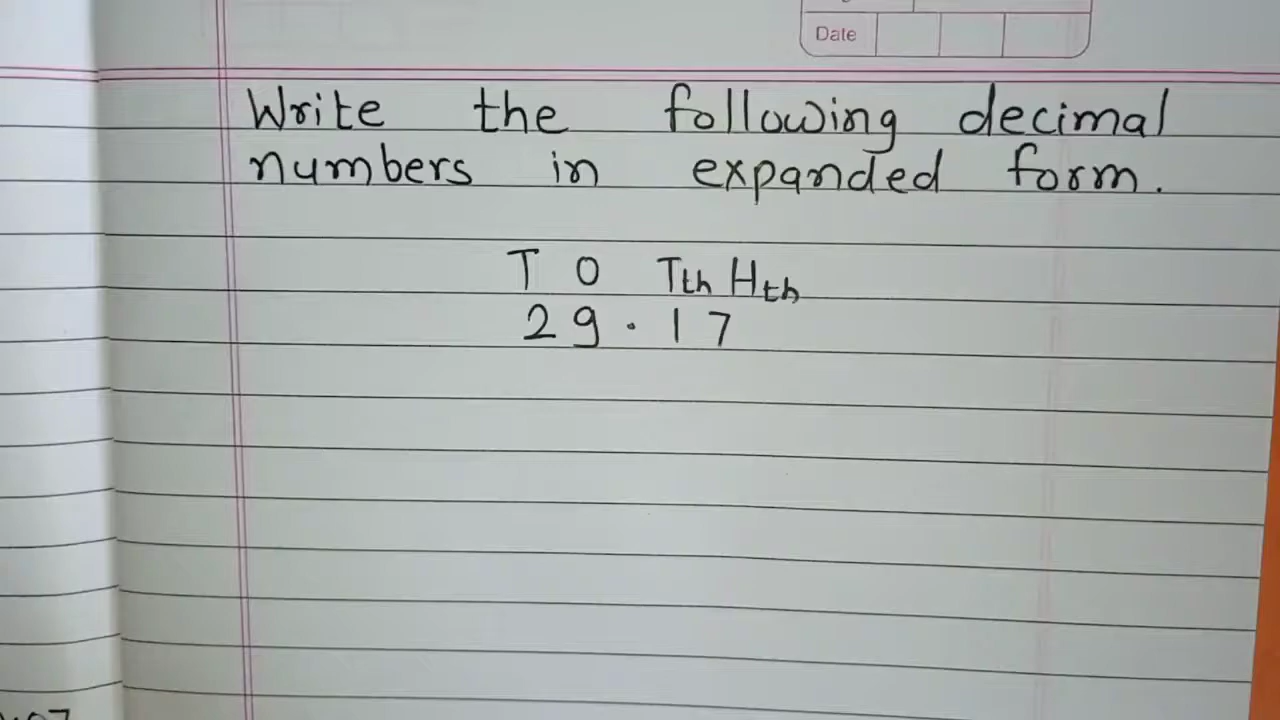 Date
Write the following decimal
numbers in expanded form.
T O Tth Hth
29.17